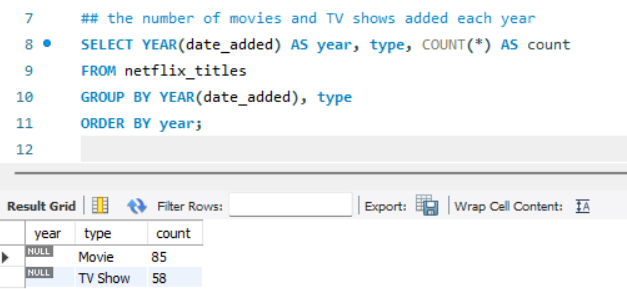 7 ## the number of movies and TV shows added each year
8 SELECT YEAR(date_added) AS year, type, COUNT(*) AS count
9 FROM netflix_titles
10 GROUP BY YEAR(date_added), type
11 ORDER BY year;
12
Result Grid Filter Rows: Export: Wrap Cell Content: IA
year type count
NULL Movie 85
NULL TV Show 58